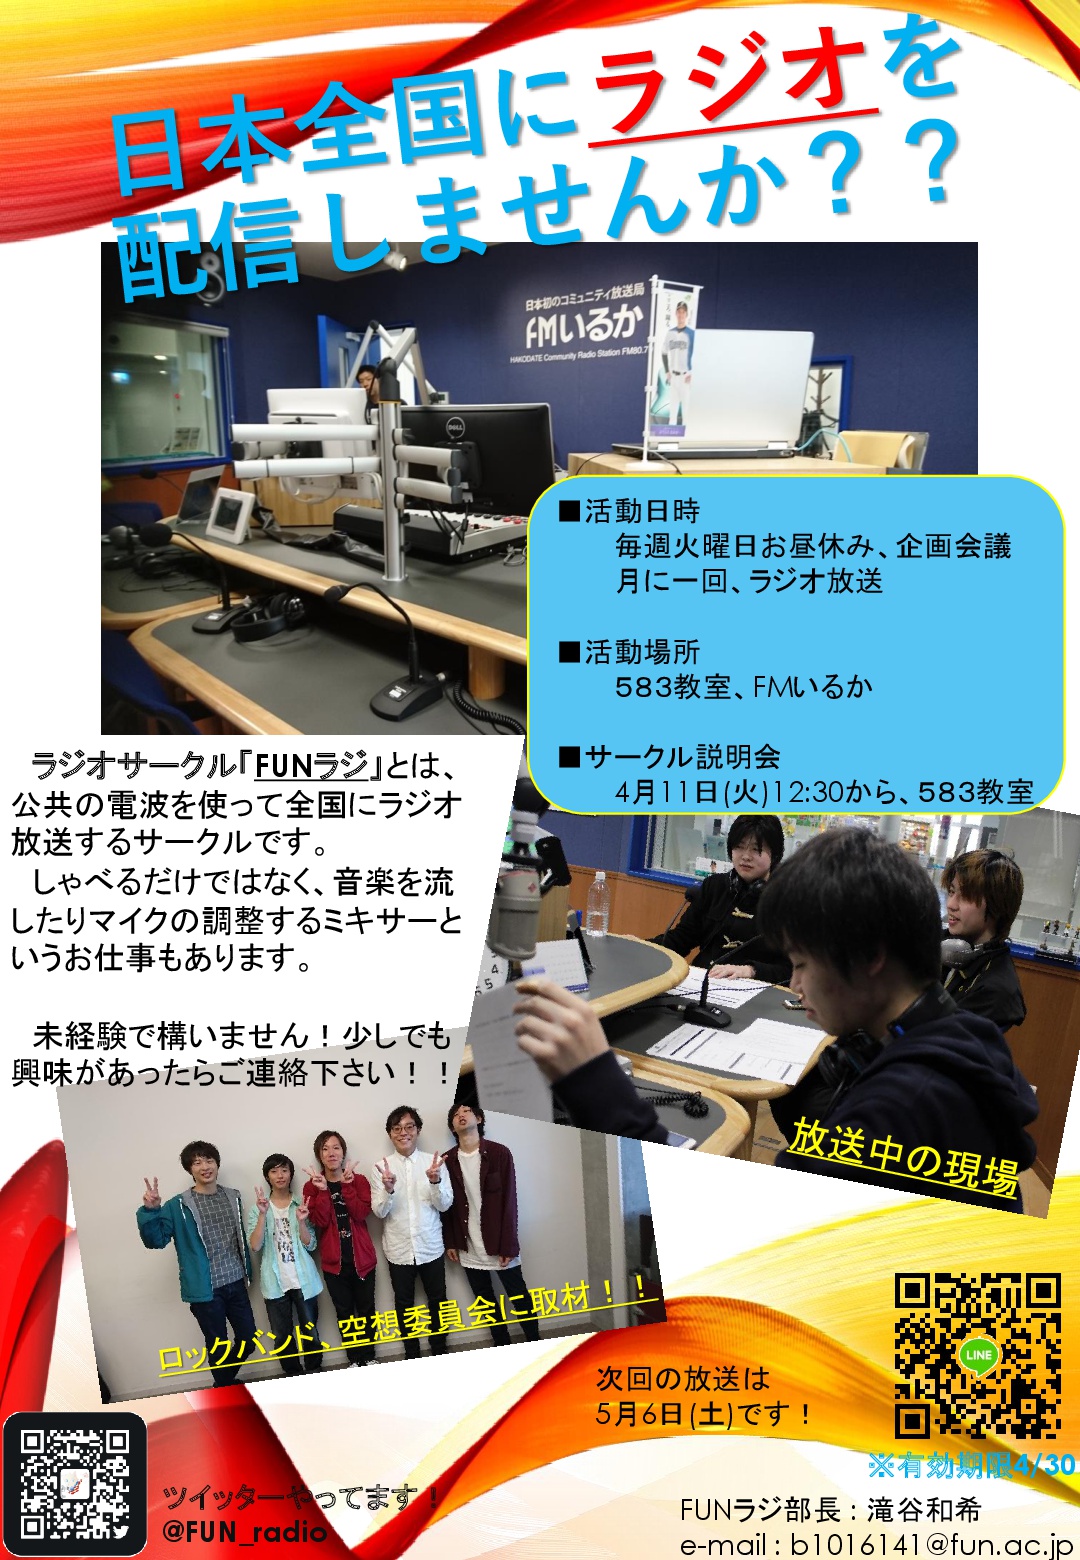 日本全国にラジオを
配信しませんか？？
日本初のコミュニティ放送局
FMいるか
HAKODATE Community Radio Station FM80.7
DELL
■活動日時
毎週火曜日お昼休み、企画会議
月に一回、ラジオ放送
■活動場所
５８３教室、FMいるか
■サークル説明会
4月11日(火)12:30から、５８３教室
ラジオサークル『FUNラジ』とは、
公共の電波を使って全国にラジオ
放送するサークルです。
しゃべるだけではなく、音楽を流
したりマイクの調整するミキサーと
いうお仕事もあります。
未経験で構いません！少しでも
興味があったらご連絡下さい！！
放送中の現場
ロックバンド、空想委員会に取材！！
次回の放送は
5月6日(土)です！
LINE
※有効期限4/30
ツイッターやってます！
@FUN_radio
FUNラジ部長：滝谷和希
e-mail : b1016141@fun.ac.jp